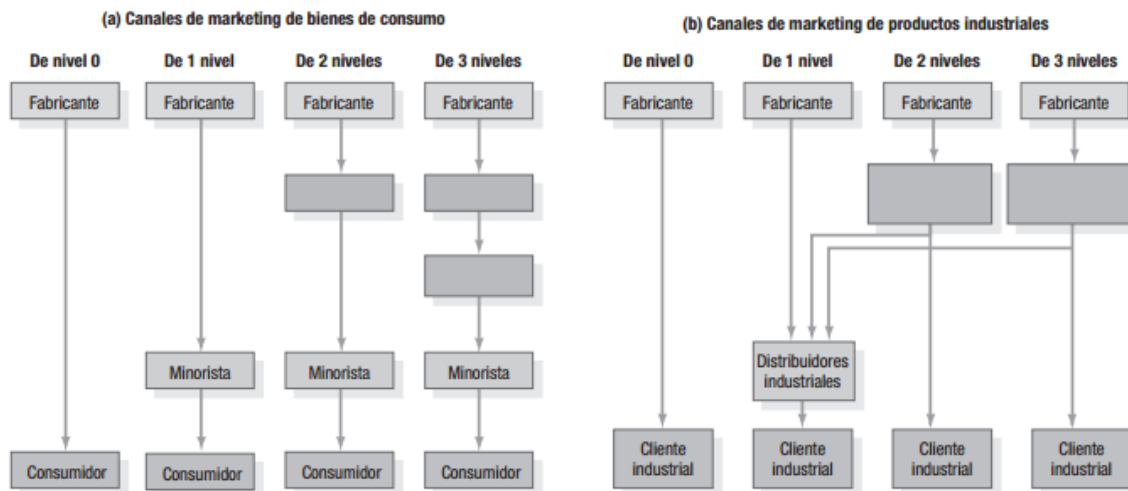 (a) Canales de marketing de bienes de consumo
De nivel 0
De 1 nivel
De 2 niveles
De 3 niveles
Fabricante
Fabricante
Fabricante
Fabricante
Minorista
Minorista
Minorista
Consumidor
Consumidor
Consumidor
Consumidor
(b) Canales de marketing de productos industriales
De nivel 0
De 1 nivel
De 2 niveles
De 3 niveles
Fabricante
Fabricante
Fabricante
Fabricante
Distribuidores
industriales
Cliente
industrial
Cliente
industrial
Cliente
industrial
Cliente
industrial